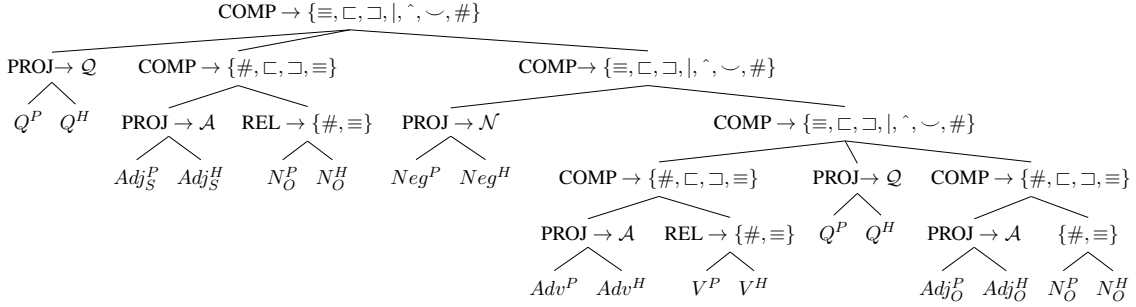 COMP → {≡, ⊏, ⊐, |, ˆ, ⌣, #}
PROJ→ 𝒬 COMP → {#, ⊏, ⊐, ≡} COMP→ {≡, ⊏, ⊐, |, ˆ, ⌣, #}
Q^P Q^H PROJ → 𝒜 REL → {#, ≡} PROJ → 𝒩 COMP → {≡, ⊏, ⊐, |, ˆ, ⌣, #}
Adj_S^P Adj_S^H N_O^P N_O^H Neg^P Neg^H COMP → {#, ⊏, ⊐, ≡} PROJ→ 𝒬 COMP → {#, ⊏, ⊐, ≡}
PROJ → 𝒜 REL → {#, ≡} Q^P Q^H PROJ → 𝒜 {#, ≡}
Adv^P Adv^H V^P V^H Adj_O^P Adj_O^H N_O^P N_O^H